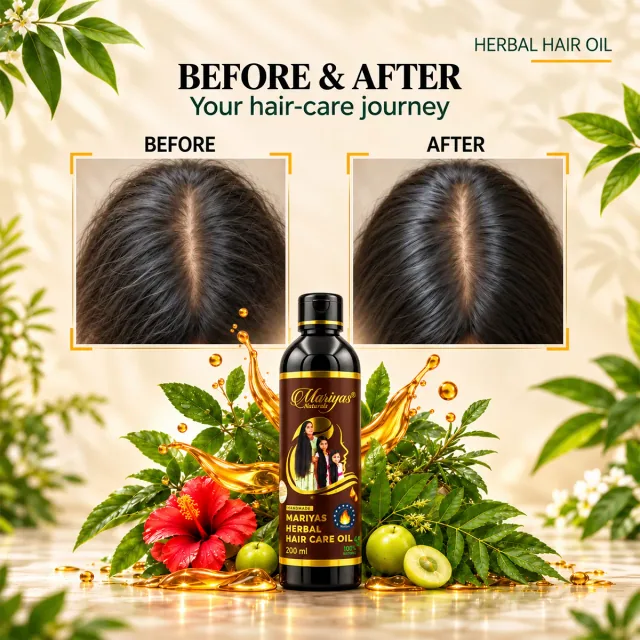 HERBAL HAIR OIL
BEFORE & AFTER
Your hair-care journey
BEFORE
AFTER
Mariyas®
Naturals
HANDMADE
MARIYAS
HERBAL
HAIR CARE OIL
200 ml
100%